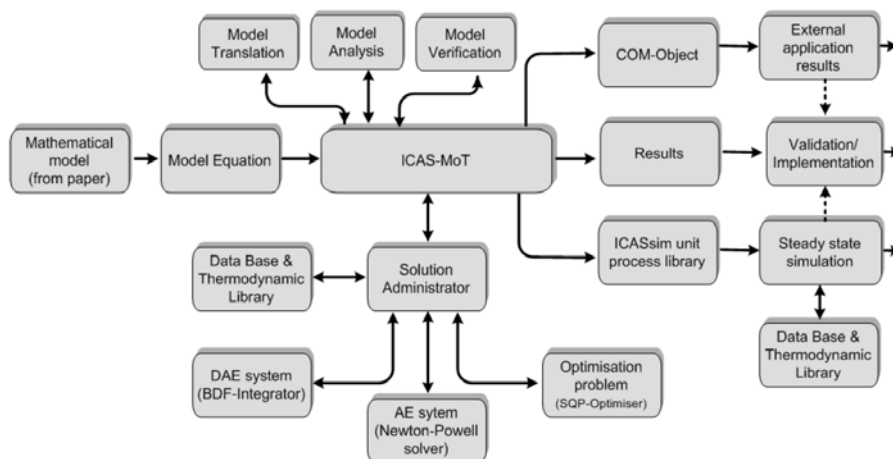 Model
Translation
Model
Analysis
Model
Verification
COM-Object
External
application
results
Mathematical
model
(from paper)
Model Equation
ICAS-MoT
Results
Validation/
Implementation
Data Base &
Thermodynamic
Library
Solution
Administrator
ICASsim unit
process library
Steady state
simulation
DAE system
(BDF-Integrator)
AE sytem
(Newton-Powell
solver)
Optimisation
problem
(SQP-Optimiser)
Data Base &
Thermodynamic
Library